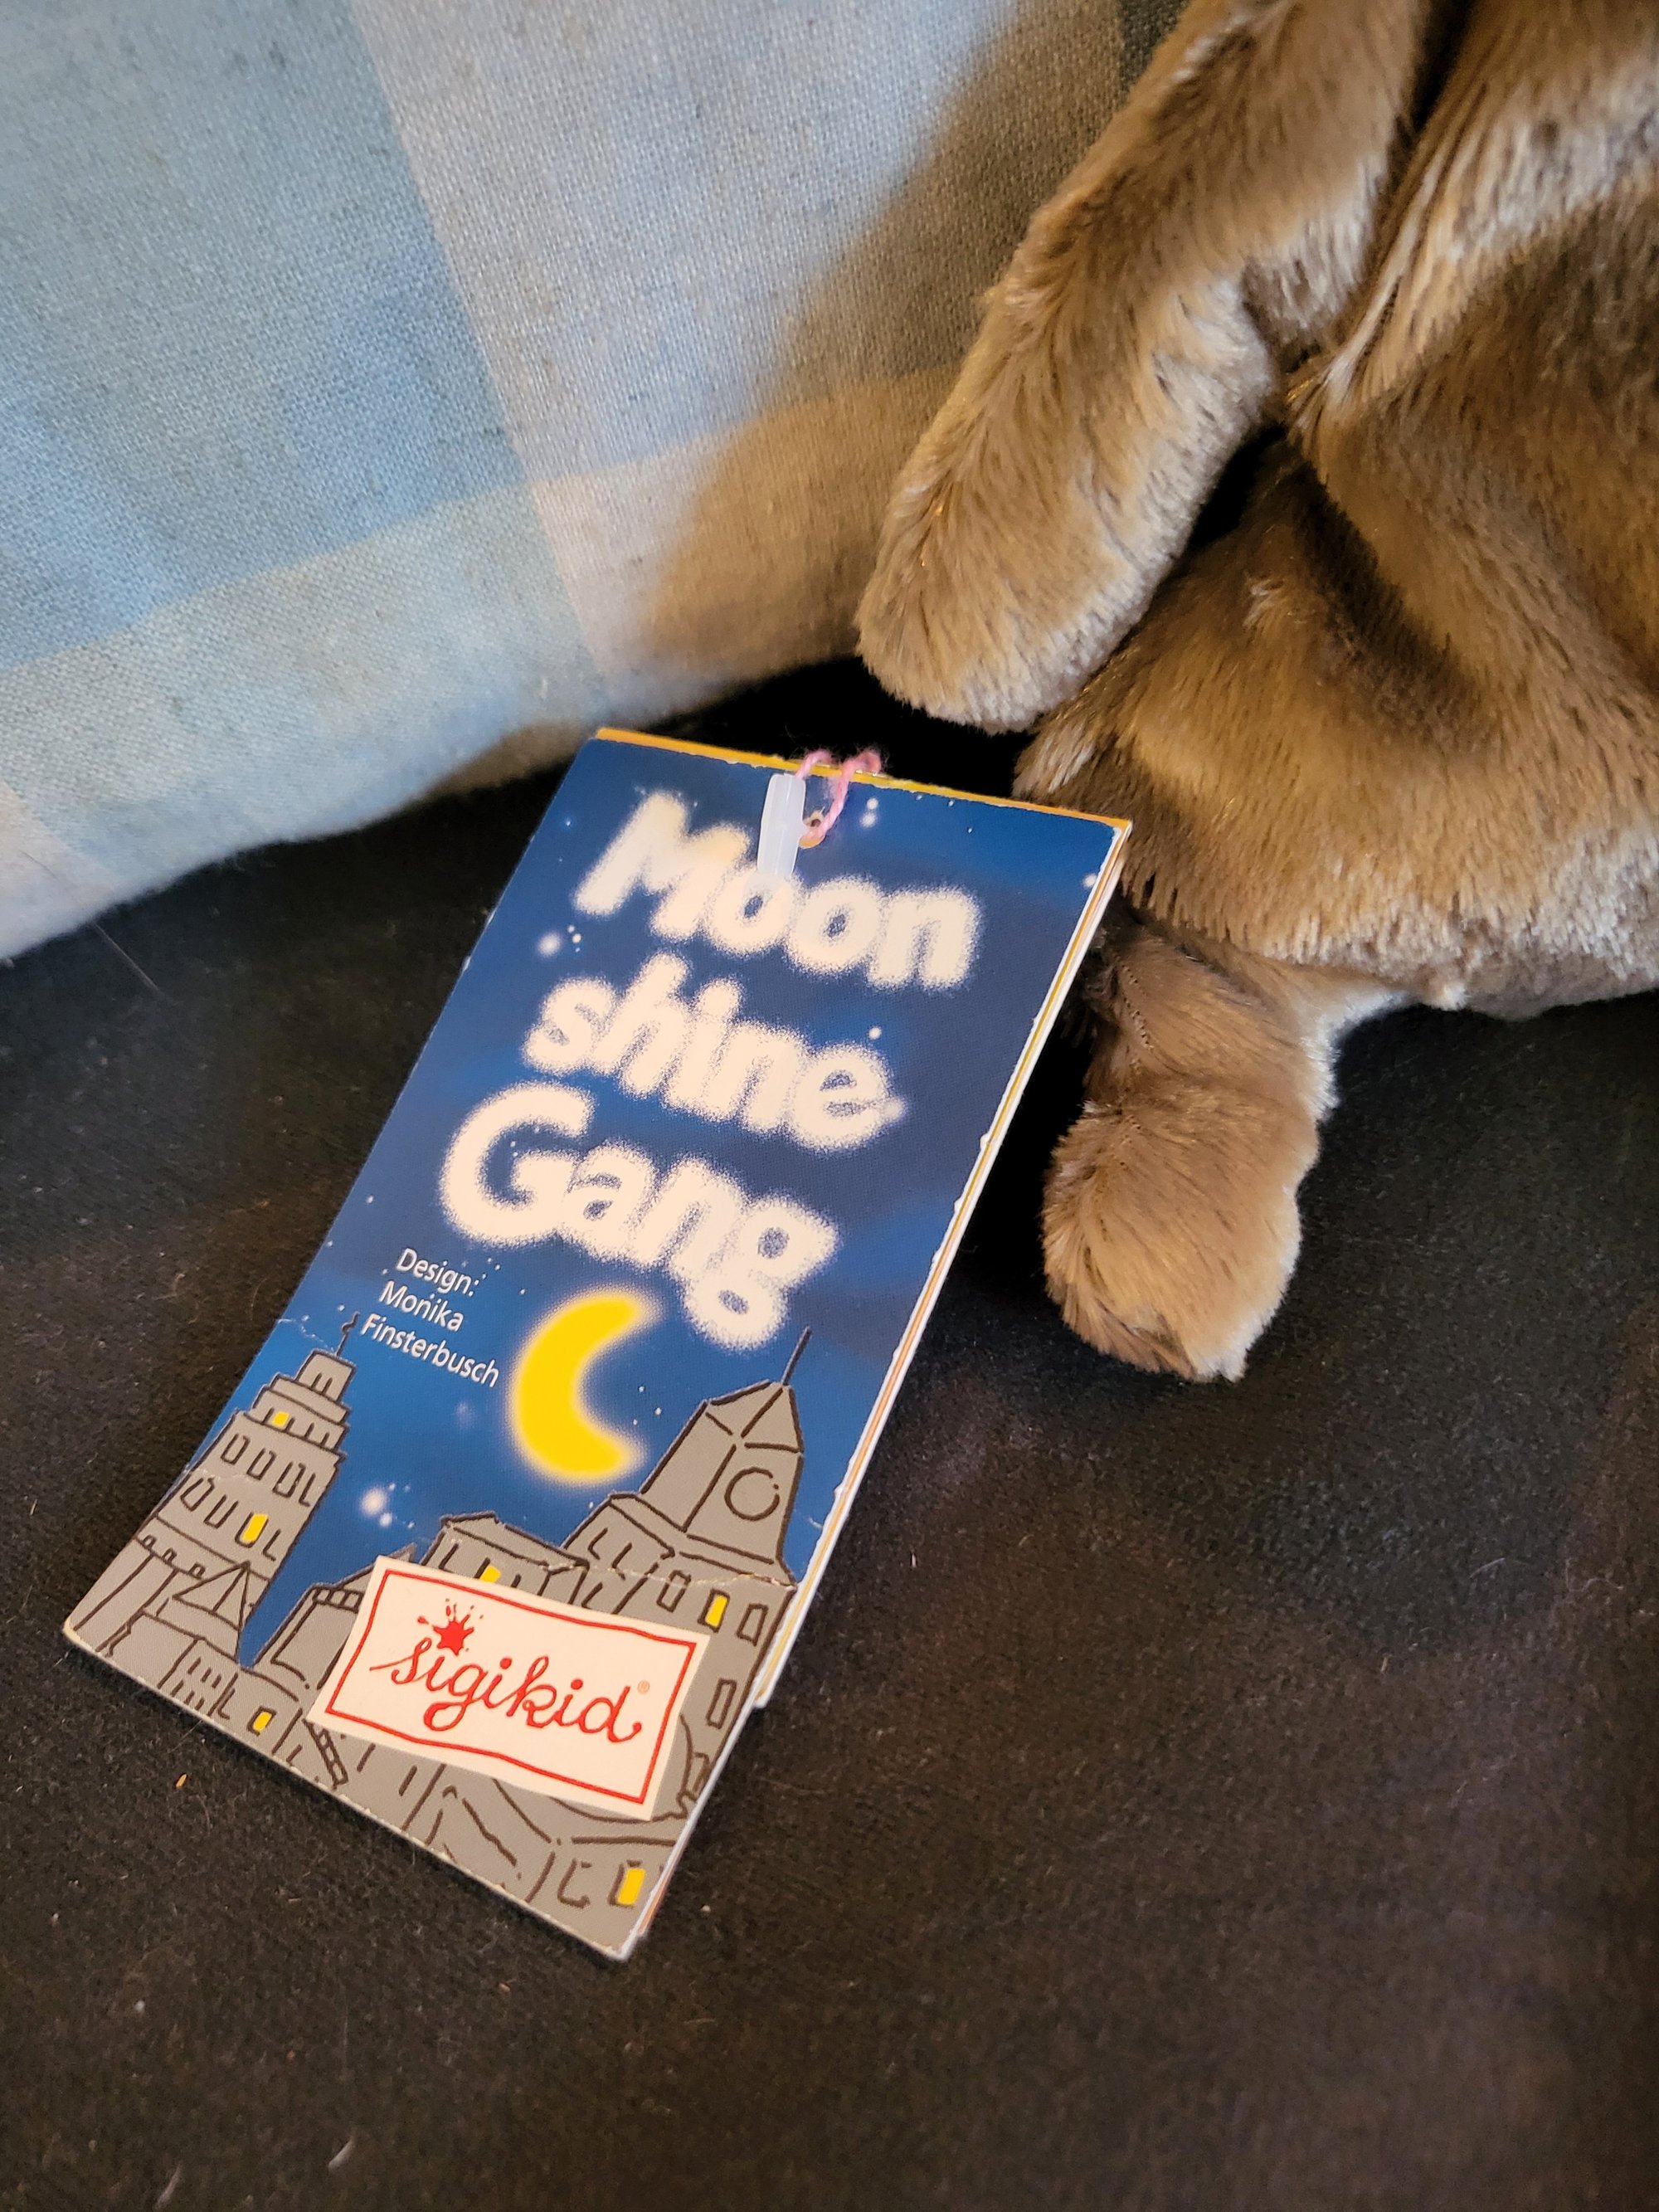 Moon
shine
Gang
Design:
Monika
Finsterbusch
sigikid®